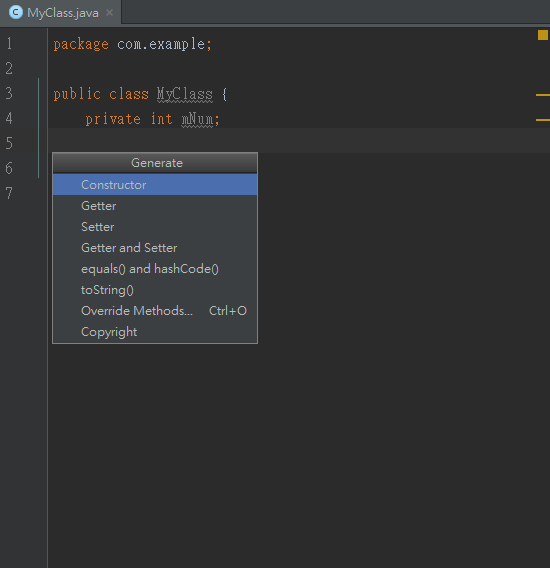 C MyClass.java ×
1 package com.example;
2
3 public class MyClass {
4 private int mNum;
5
6
7
Generate
Constructor
Getter
Setter
Getter and Setter
equals() and hashCode()
toString()
Override Methods... Ctrl+O
Copyright